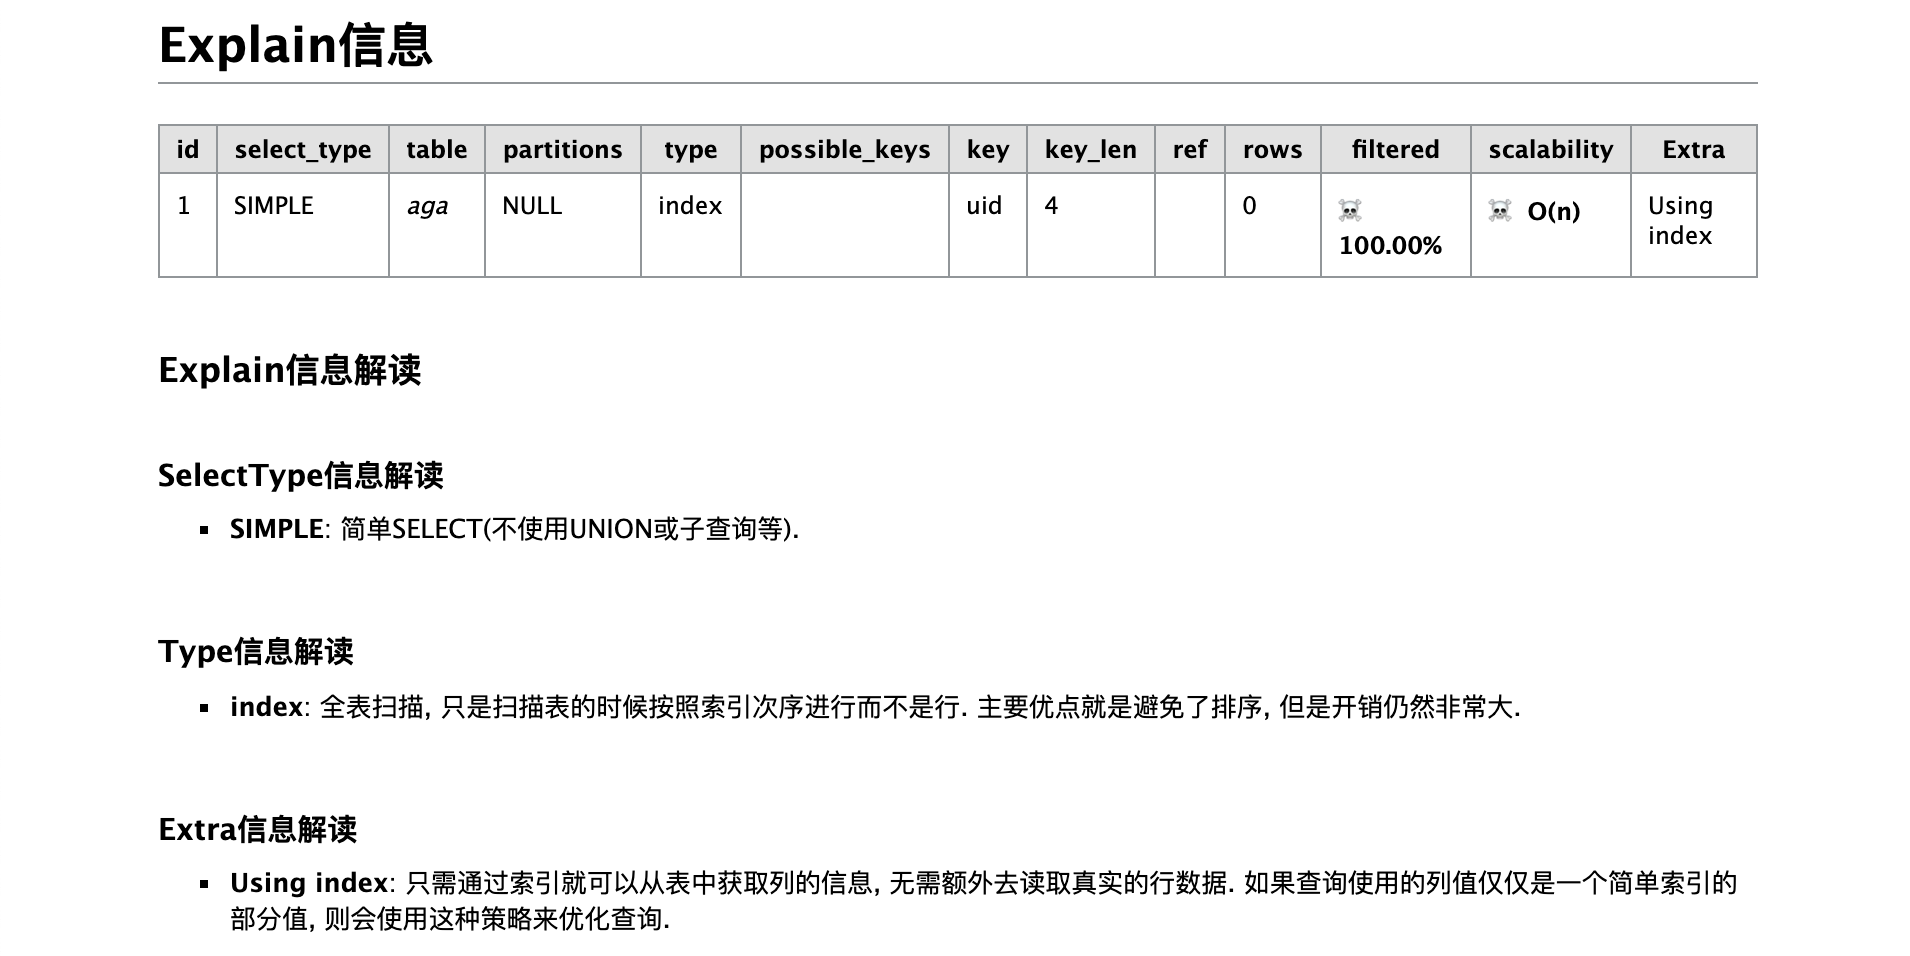 Explain信息
id select_type table partitions type possible_keys key key_len ref rows filtered scalability Extra
1 SIMPLE aga NULL index uid 4 0 ☠️ 100.00% ☠️ O(n) Using index
Explain信息解读
SelectType信息解读
▪ SIMPLE: 简单SELECT(不使用UNION或子查询等).
Type信息解读
▪ index: 全表扫描, 只是扫描表的时候按照索引次序进行而不是行. 主要优点就是避免了排序, 但是开销仍然非常大.
Extra信息解读
▪ Using index: 只需通过索引就可以从表中获取列的信息, 无需额外去读取真实的行数据. 如果查询使用的列值仅仅是一个简单索引的
部分值, 则会使用这种策略来优化查询.